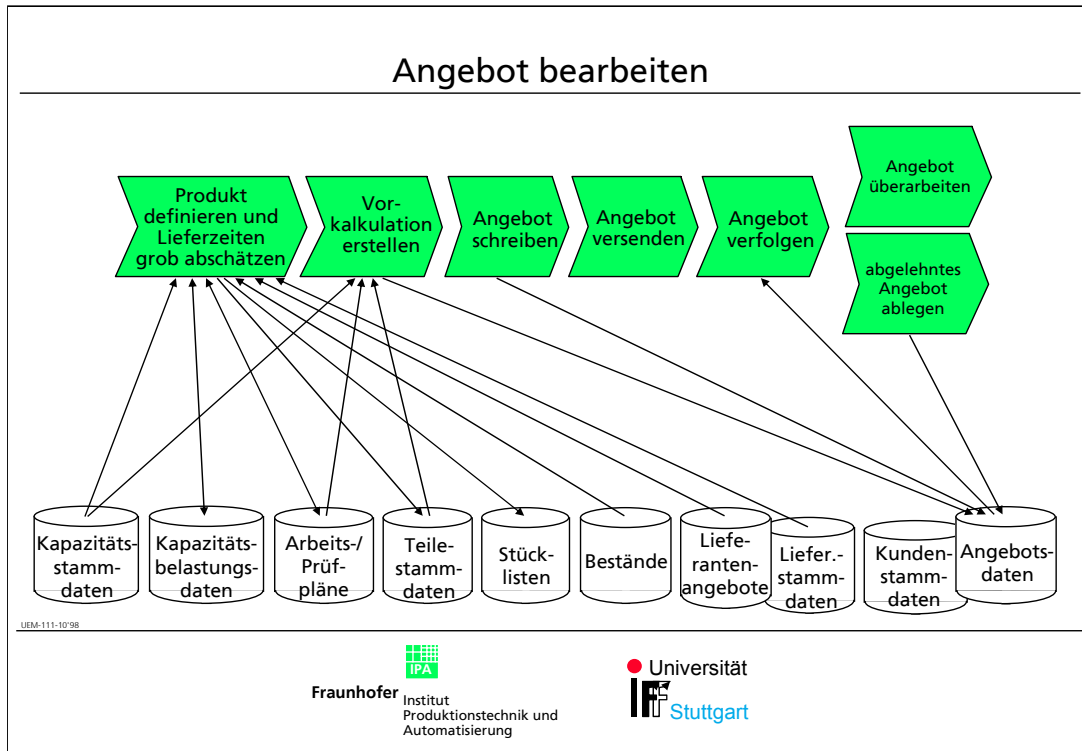 Angebot bearbeiten
Produkt
definieren und
Lieferzeiten
grob abschätzen
Vor-
kalkulation
erstellen
Angebot
schreiben
Angebot
versenden
Angebot
verfolgen
Angebot
überarbeiten
abgelehntes
Angebot
ablegen
Kapazitäts-
stamm-
daten
Kapazitäts-
belastungs-
daten
Arbeits-/
Prüf-
pläne
Teile-
stamm-
daten
Stück-
listen
Bestände
Liefe-
ranten-
angebote
Liefer.-
stamm-
daten
Kunden-
stamm-
daten
Angebots-
daten
UEM-111-10'98
IPA
Fraunhofer
Institut
Produktionstechnik und
Automatisierung
Universität
IFF
Stuttgart